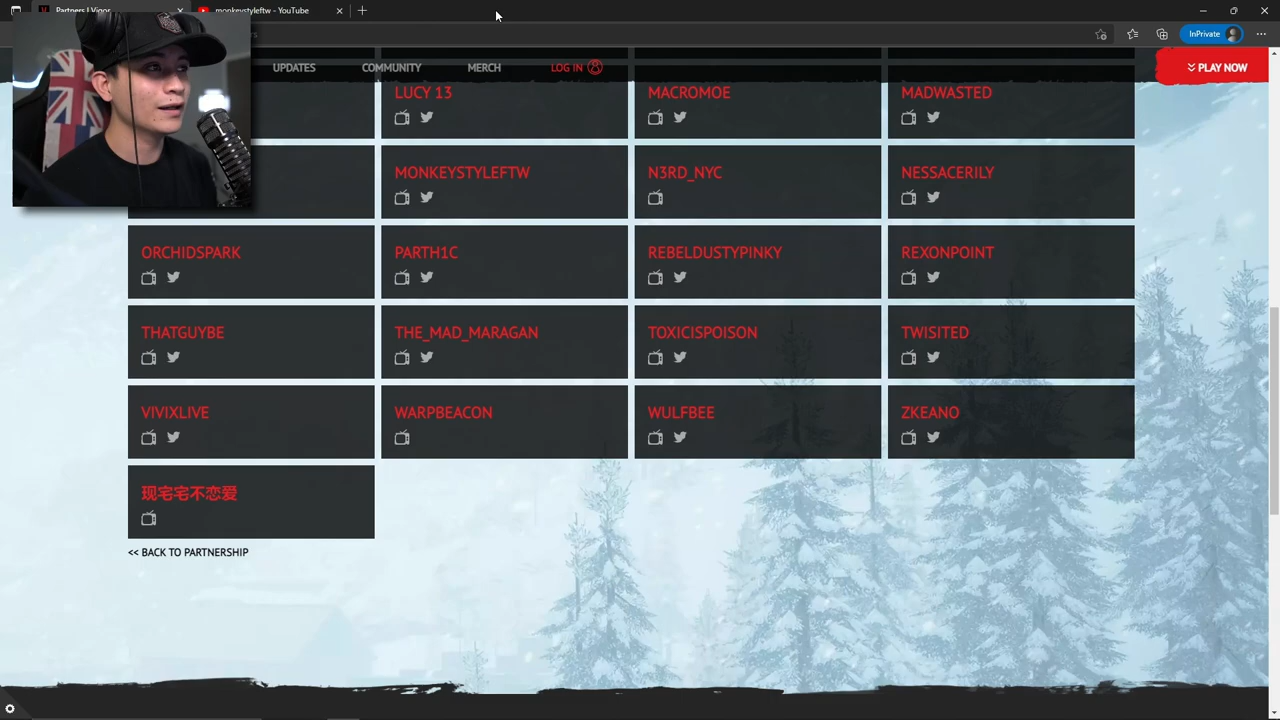 Partners | Vigor
monkeystyleftw - YouTube
InPrivate
UPDATES
COMMUNITY
MERCH
LOG IN
PLAY NOW
LUCY 13
MACROMOE
MADWASTED
MONKEYSTYLEFTW
N3RD_NYC
NESSACERILY
ORCHIDSPARK
PARTH1C
REBELDUSTYPINKY
REXONPOINT
THATGUYBE
THE_MAD_MARAGAN
TOXICISPOISON
TWISITED
VIVIXLIVE
WARPBEACON
WULFBEE
ZKEANO
现宅宅不恋爱
<< BACK TO PARTNERSHIP